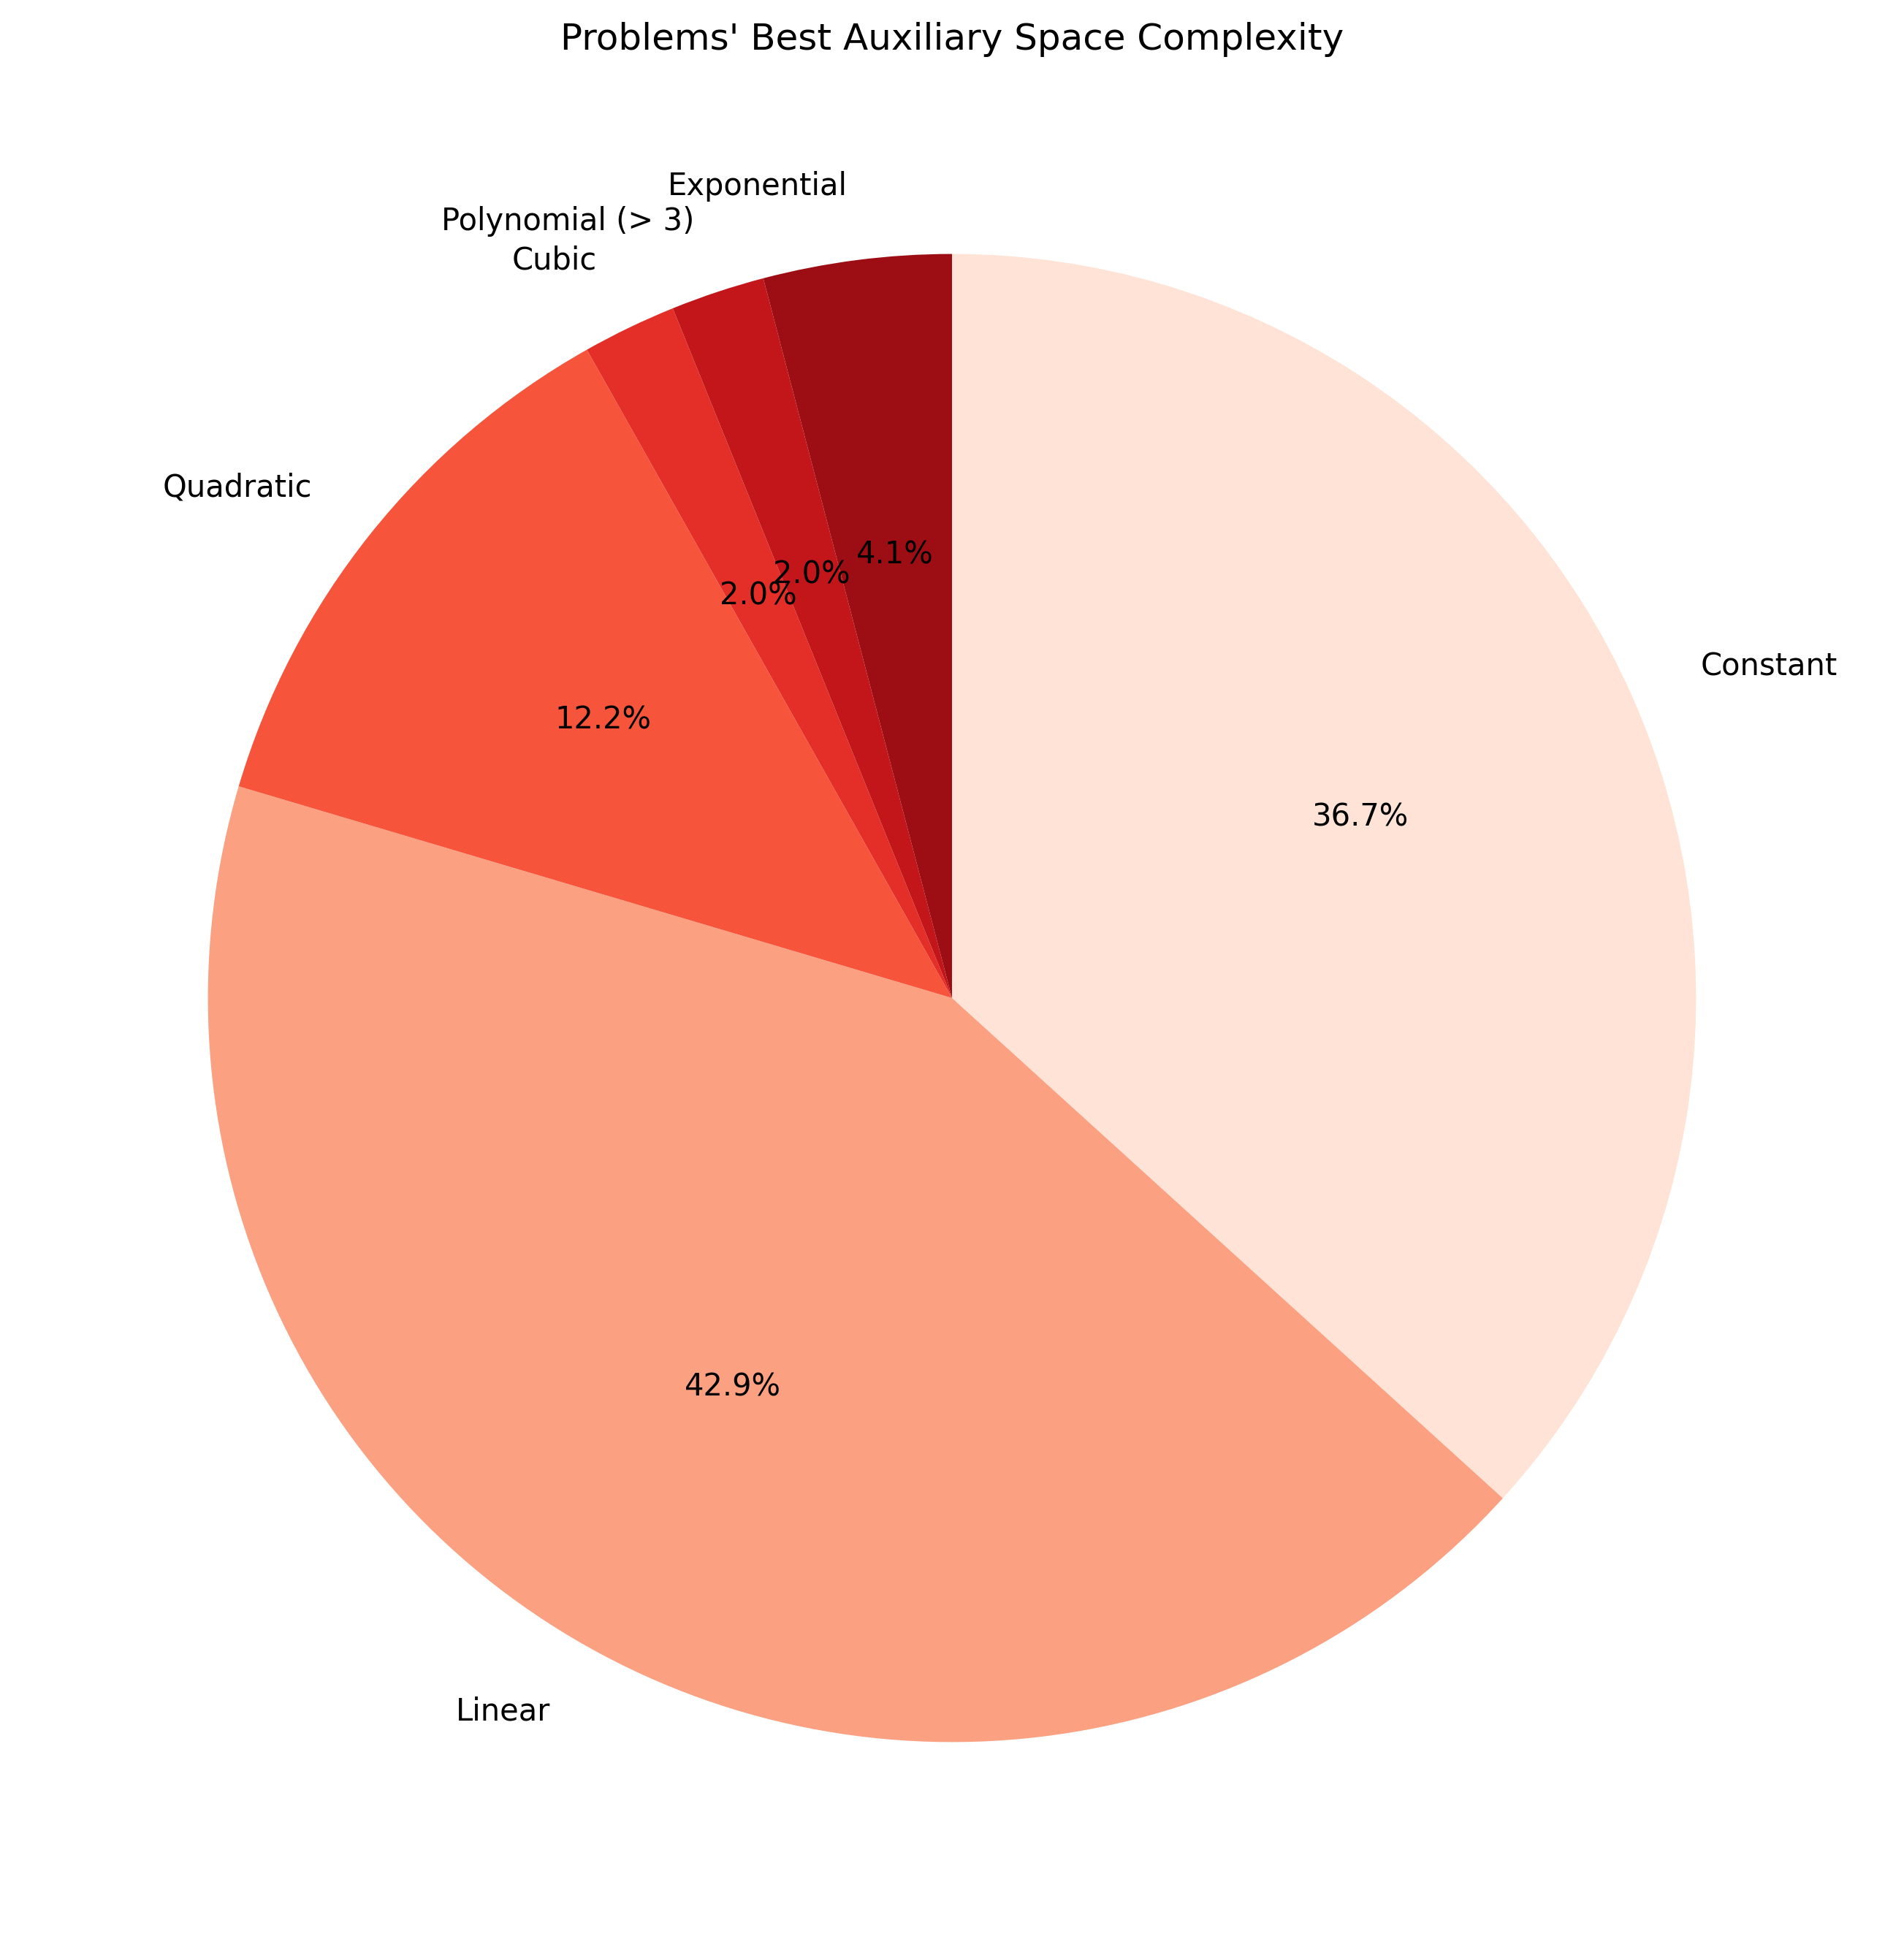 Problems' Best Auxiliary Space Complexity
Exponential
Polynomial (> 3)
Cubic
Quadratic
4.1%
2.0%
2.0%
Constant
12.2%
36.7%
42.9%
Linear